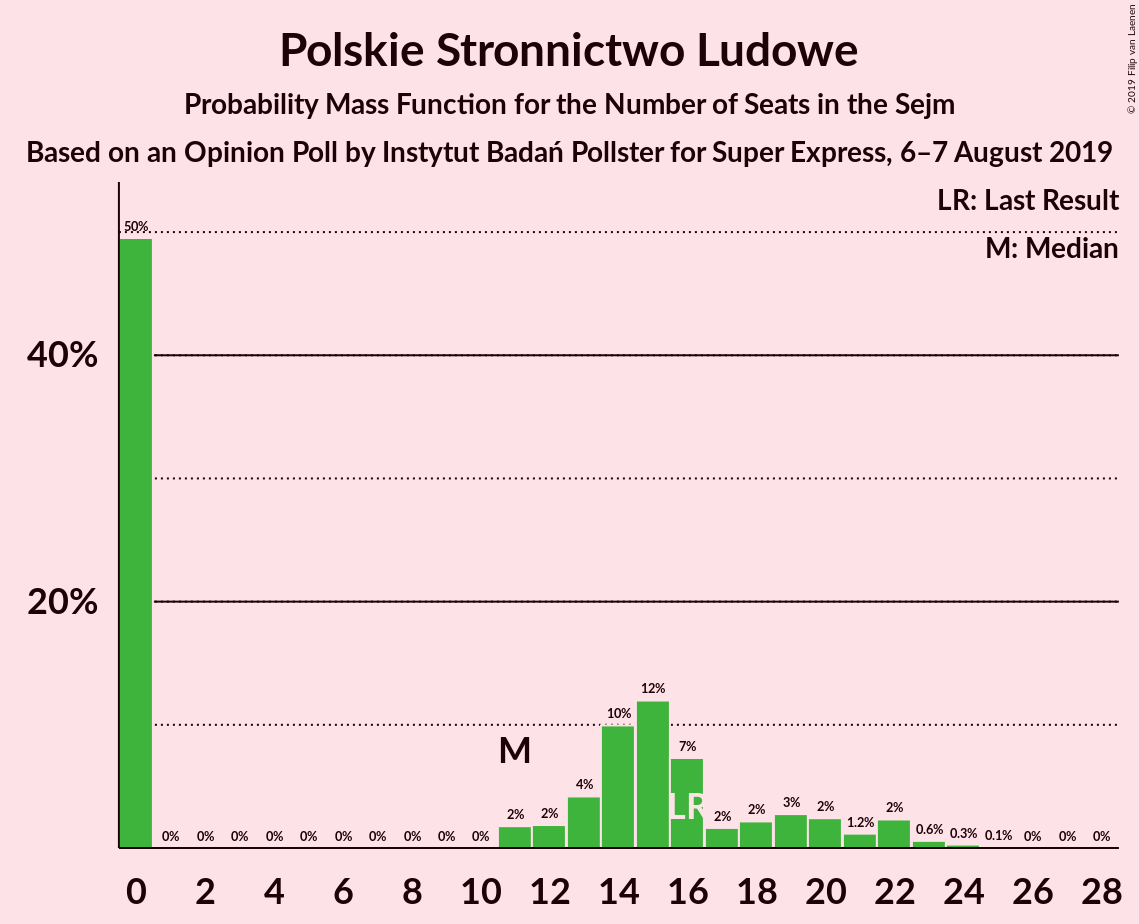 Polskie Stronnictwo Ludowe
Probability Mass Function for the Number of Seats in the Sejm
Based on an Opinion Poll by Instytut Badań Pollster for Super Express, 6–7 August 2019
© 2019 Filip van Laenen
LR: Last Result
M: Median
40%
20%
50%
0% 0% 0% 0% 0% 0% 0% 0% 0% 0% 2% 2% 4% 10% 12% 7% 2% 2% 3% 2% 1.2% 2% 0.6% 0.3% 0.1% 0% 0% 0%
M
LR
0 2 4 6 8 10 12 14 16 18 20 22 24 26 28